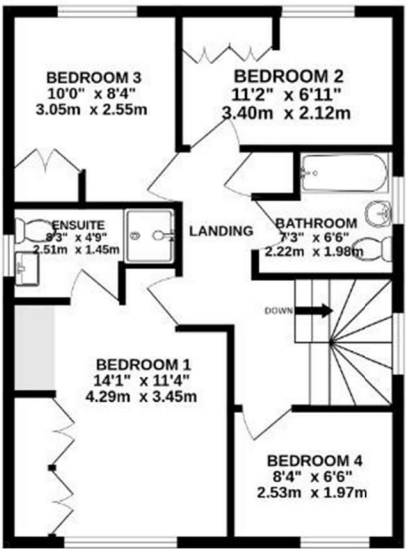 BEDROOM 3
10'0" x 8'4"
3.05m x 2.55m
BEDROOM 2
11'2" x 6'11"
3.40m x 2.12m
ENSUITE
8'3" x 4'9"
2.51m x 1.45m
LANDING
BATHROOM
7'3" x 6'6"
2.22m x 1.98m
DOWN
BEDROOM 1
14'1" x 11'4"
4.29m x 3.45m
BEDROOM 4
8'4" x 6'6"
2.53m x 1.97m